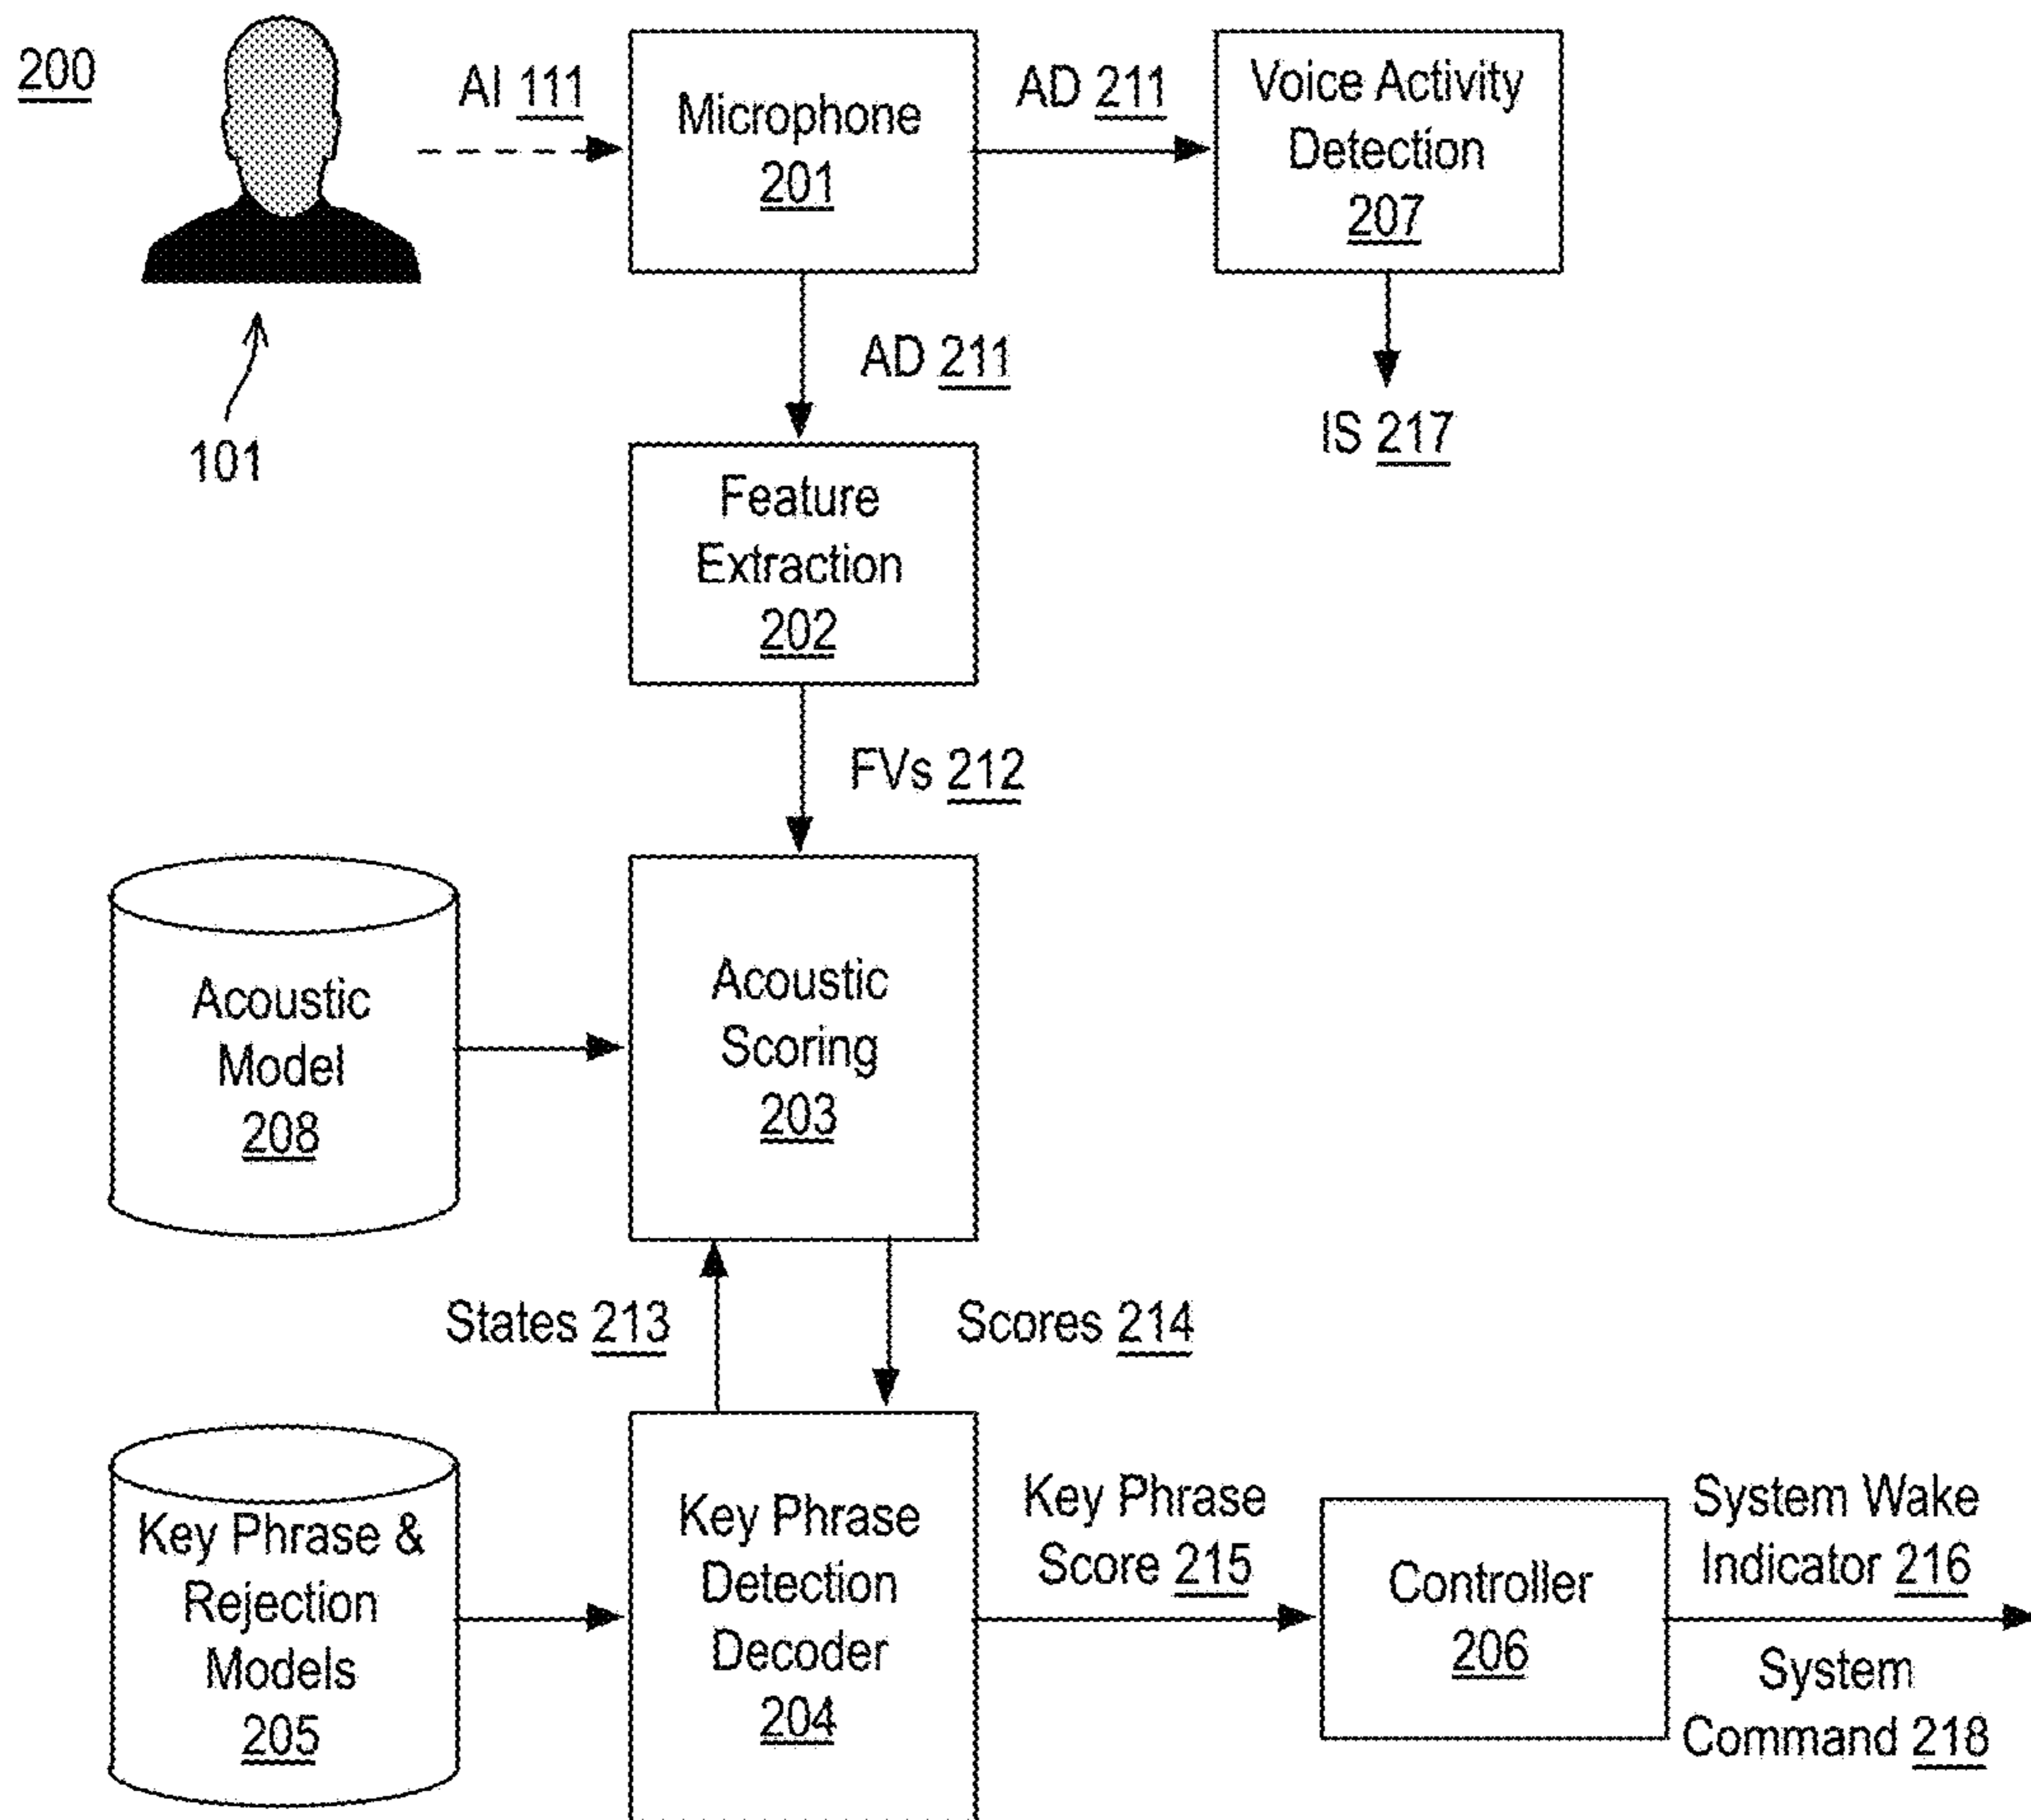 200
AI 111
Microphone
201
AD 211
Voice Activity
Detection
207
101
AD 211
IS 217
Feature
Extraction
202
FVs 212
Acoustic
Model
208
Acoustic
Scoring
203
States 213
Scores 214
Key Phrase &
Rejection
Models
205
Key Phrase
Detection
Decoder
204
Key Phrase
Score 215
Controller
206
System Wake
Indicator 216
System
Command 218